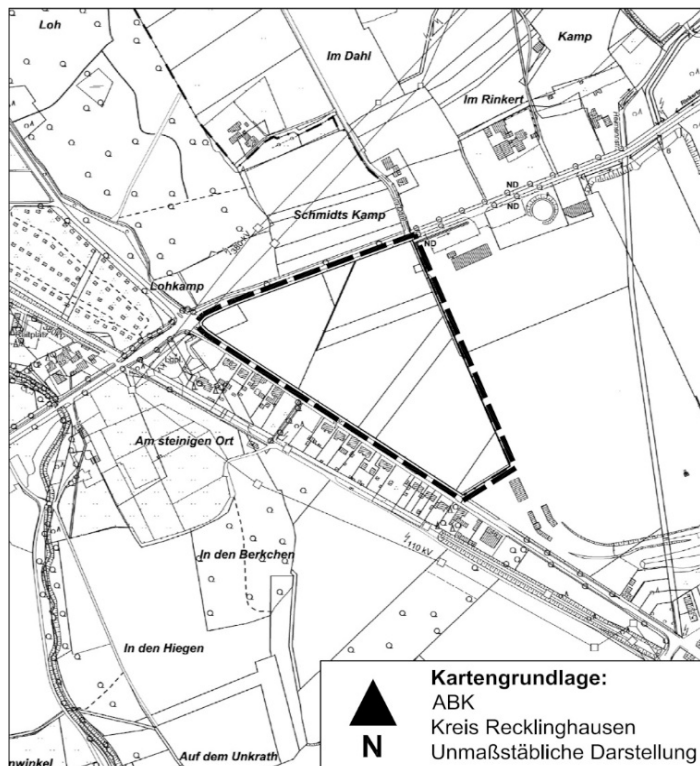 Loh
Im Dahl
Kamp
Im Rinkert
ND
ND
Schmidts Kamp
ND
Lohkamp
Am steinigen Ort
In den Berkchen
110 kV
In den Hiegen
Auf dem Unkrath
nwinkel
Kartengrundlage:
ABK
Kreis Recklinghausen
Unmaßstäbliche Darstellung
N